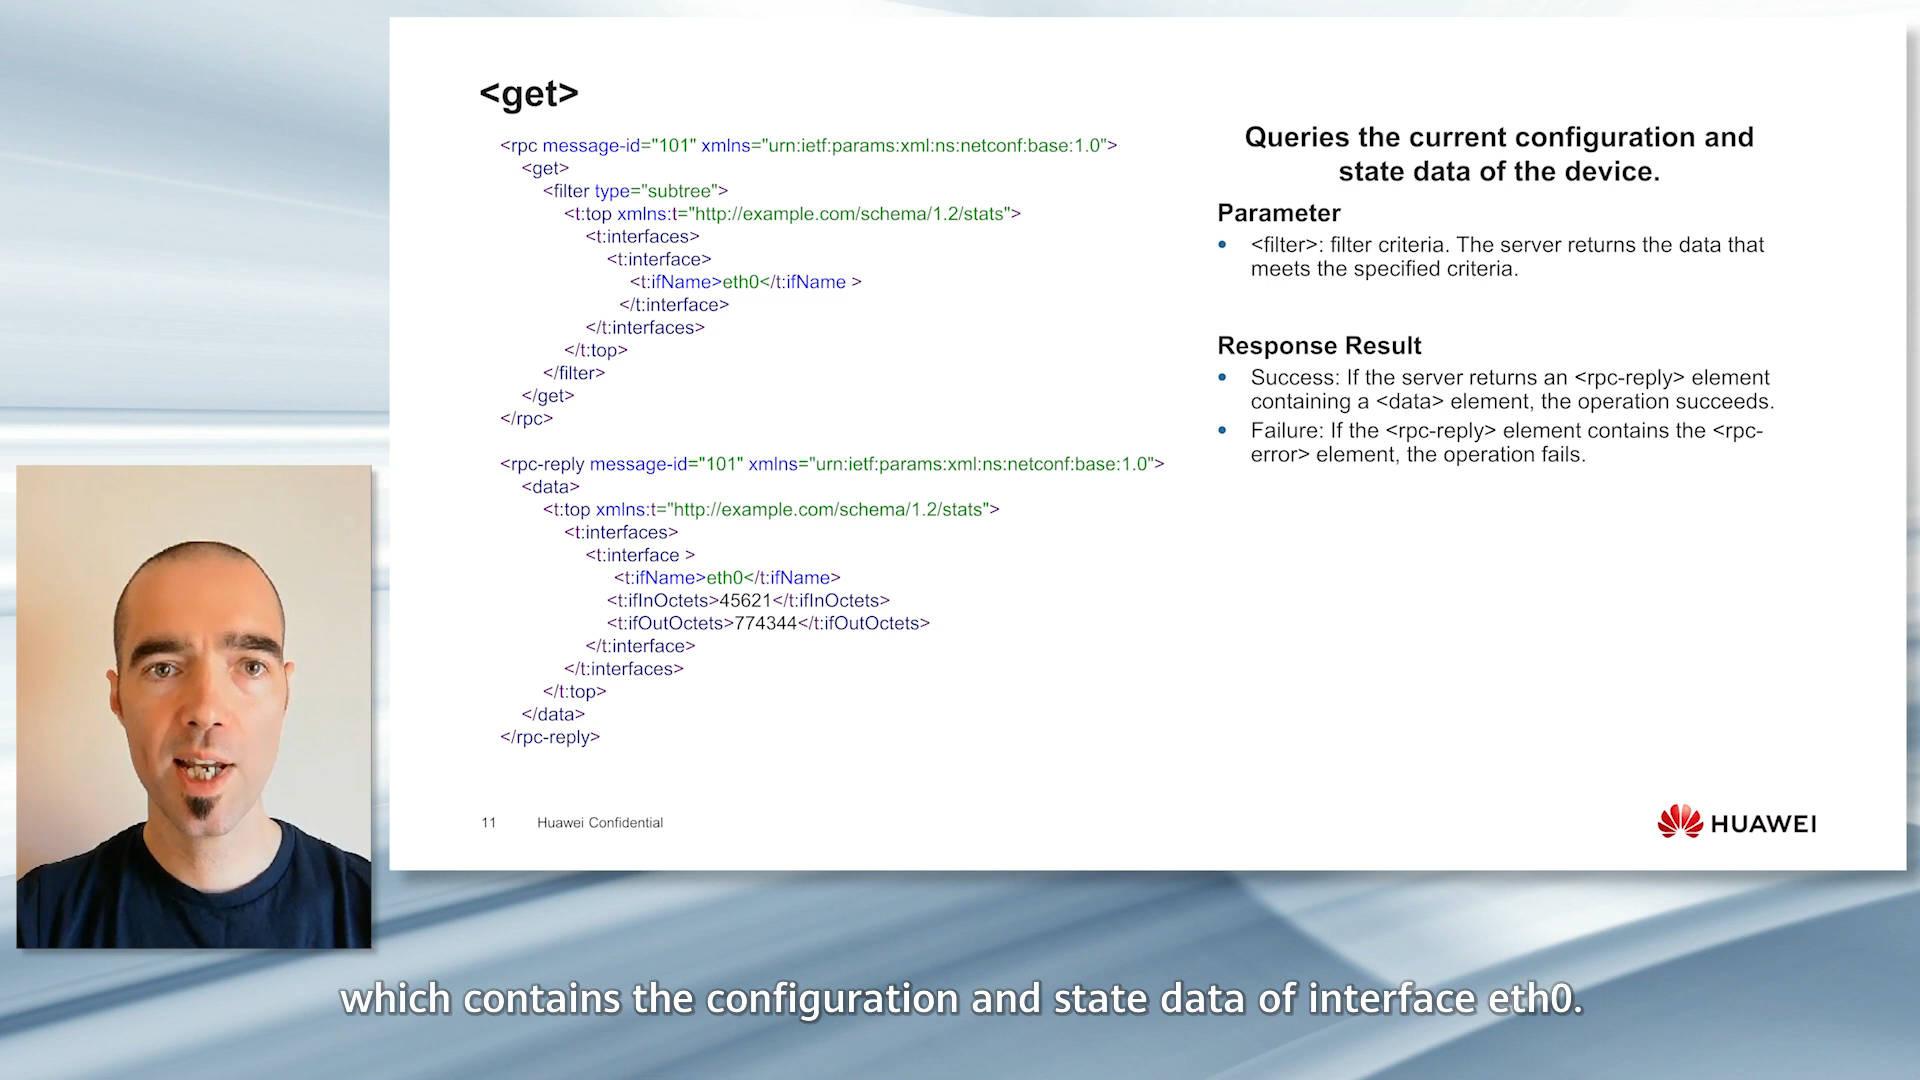 <get>
<rpc message-id="101" xmlns="urn:ietf:params:xml:ns:netconf:base:1.0">
<get>
<filter type="subtree">
<t:top xmlns:t="http://example.com/schema/1.2/stats">
<t:interfaces>
<t:interface>
<t:ifName>eth0</t:ifName >
</t:interface>
</t:interfaces>
</t:top>
</filter>
</get>
</rpc>
<rpc-reply message-id="101" xmlns="urn:ietf:params:xml:ns:netconf:base:1.0">
<data>
<t:top xmlns:t="http://example.com/schema/1.2/stats">
<t:interfaces>
<t:interface >
<t:ifName>eth0</t:ifName>
<t:ifInOctets>45621</t:ifInOctets>
<t:ifOutOctets>774344</t:ifOutOctets>
</t:interface>
</t:interfaces>
</t:top>
</data>
</rpc-reply>
Queries the current configuration and
state data of the device.
Parameter
• <filter>: filter criteria. The server returns the data that
meets the specified criteria.
Response Result
• Success: If the server returns an <rpc-reply> element
containing a <data> element, the operation succeeds.
• Failure: If the <rpc-reply> element contains the <rpc-
error> element, the operation fails.
11 Huawei Confidential
HUAWEI
which contains the configuration and state data of interface eth0.